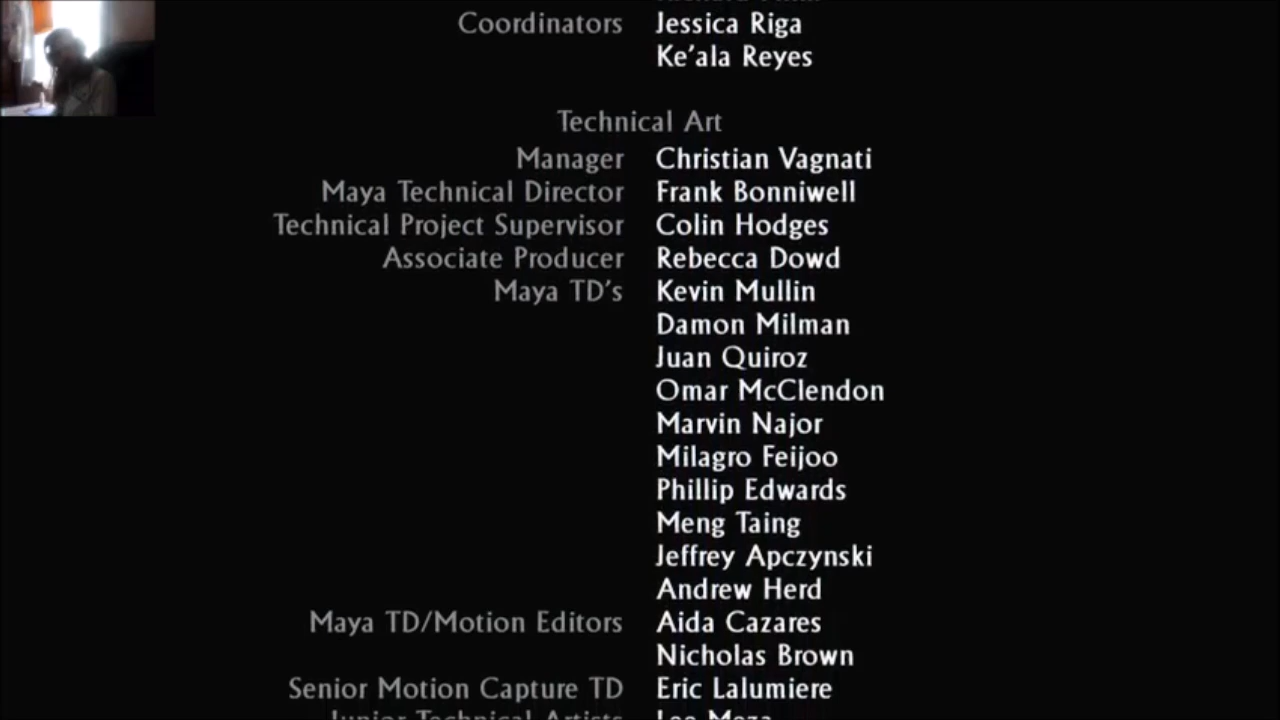 Coordinators Jessica Riga
Ke'ala Reyes
Technical Art
Manager Christian Vagnati
Maya Technical Director Frank Bonniwell
Technical Project Supervisor Colin Hodges
Associate Producer Rebecca Dowd
Maya TD's Kevin Mullin
Damon Milman
Juan Quiroz
Omar McClendon
Marvin Najor
Milagro Feijoo
Phillip Edwards
Meng Taing
Jeffrey Apczynski
Andrew Herd
Maya TD/Motion Editors Aida Cazares
Nicholas Brown
Senior Motion Capture TD Eric Lalumiere
Junior Technical Artists